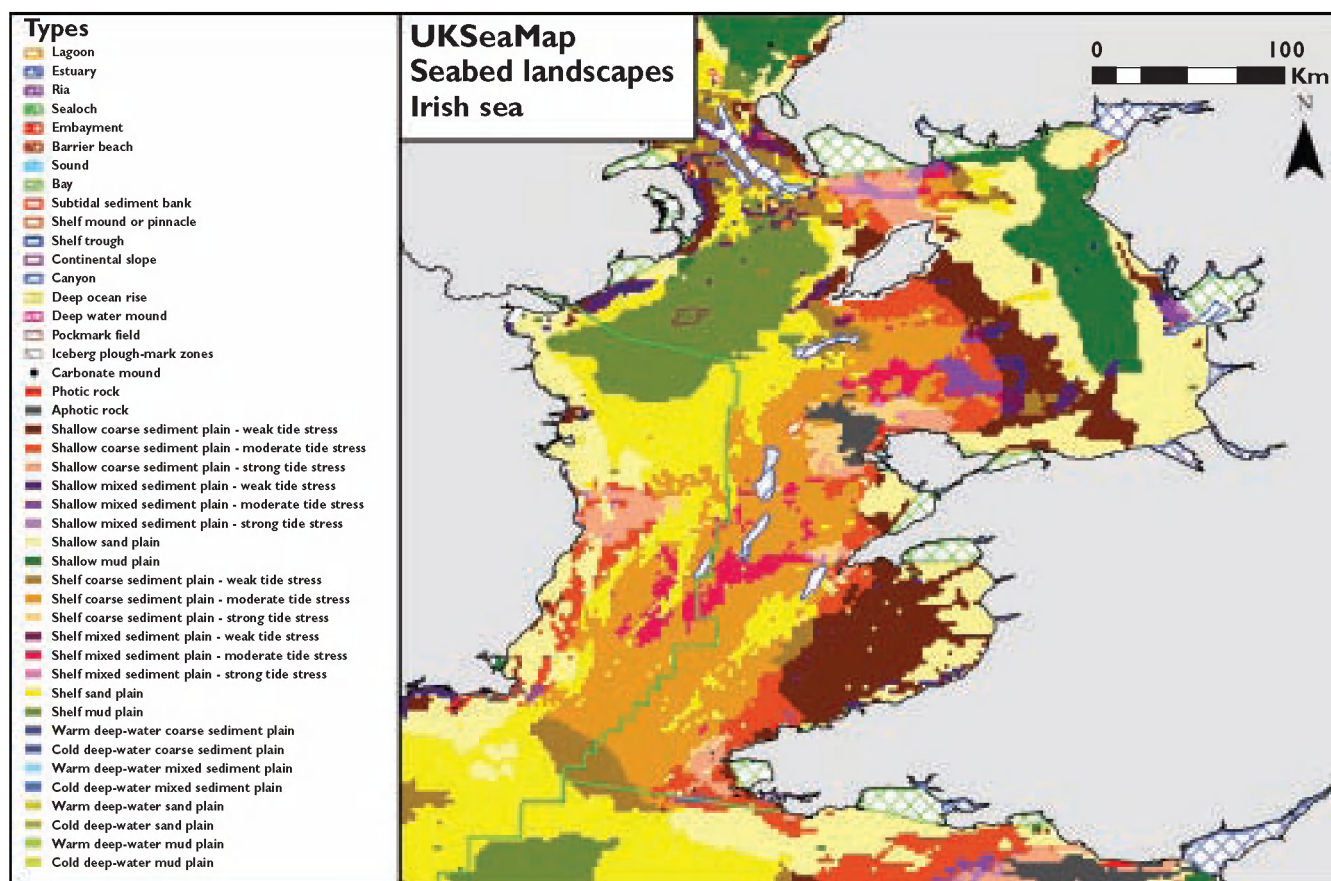 Types
Lagoon
Estuary
Ria
Sealoch
Embayment
Barrier beach
Sound
Bay
Subtidal sediment bank
Shelf mound or pinnacle
Shelf trough
Continental slope
Canyon
Deep ocean rise
Deep water mound
Pockmark field
Iceberg plough-mark zones
Carbonate mound
Photic rock
Aphotic rock
Shallow coarse sediment plain - weak tide stress
Shallow coarse sediment plain - moderate tide stress
Shallow coarse sediment plain - strong tide stress
Shallow mixed sediment plain - weak tide stress
Shallow mixed sediment plain - moderate tide stress
Shallow mixed sediment plain - strong tide stress
Shallow sand plain
Shallow mud plain
Shelf coarse sediment plain - weak tide stress
Shelf coarse sediment plain - moderate tide stress
Shelf coarse sediment plain - strong tide stress
Shelf mixed sediment plain - weak tide stress
Shelf mixed sediment plain - moderate tide stress
Shelf mixed sediment plain - strong tide stress
Shelf sand plain
Shelf mud plain
Warm deep-water coarse sediment plain
Cold deep-water coarse sediment plain
Warm deep-water mixed sediment plain
Cold deep-water mixed sediment plain
Warm deep-water sand plain
Cold deep-water sand plain
Warm deep-water mud plain
Cold deep-water mud plain
UKSeaMap
Seabed landscapes
Irish sea
0 100
Km
N